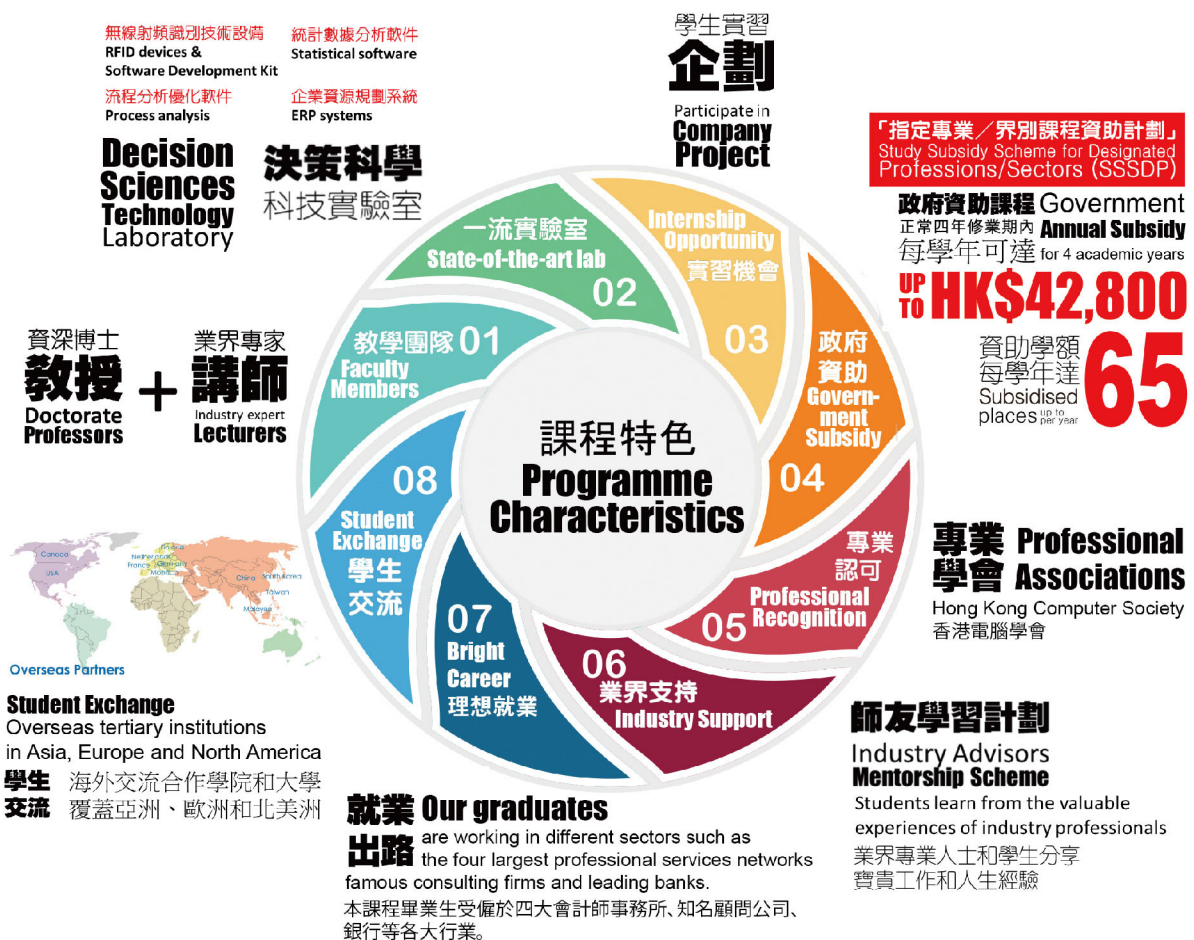 無線射頻識別技術設備
RFID devices &
Software Development Kit
統計數據分析軟件
Statistical software
流程分析優化軟件
Process analysis
企業資源規劃系統
ERP systems
Decision
Sciences
Technology
Laboratory
決策科學
科技實驗室
學生實習
企劃
Participate in
Company
Project
「指定專業／界別課程資助計劃」
Study Subsidy Scheme for Designated
Professions/Sectors (SSSDP)
政府資助課程 Government
正常四年修業期內 Annual Subsidy
每學年可達 for 4 academic years
UP TO HK$42,800
資助學額
每學年達
Subsidised
places up to per year
65
資深博士
教授
Doctorate
Professors
+
業界專家
講師
Industry expert
Lecturers
課程特色
Programme
Characteristics
教學團隊 01
Faculty
Members
一流實驗室
State-of-the-art lab
02
Internship
Opportunity
實習機會
03
政府
資助
Govern-
ment
Subsidy
04
專業
認可
Professional
05 Recognition
06
業界支持
Industry Support
07
Bright
Career
理想就業
08
Student
Exchange
學生
交流
專業 Professional
學會 Associations
Hong Kong Computer Society
香港電腦學會
師友學習計劃
Industry Advisors
Mentorship Scheme
Students learn from the valuable
experiences of industry professionals
業界專業人士和學生分享
寶貴工作和人生經驗
Canada
USA
France
Germany
China
South Korea
Taiwan
Malaysia
Overseas Partners
Student Exchange
Overseas tertiary institutions
in Asia, Europe and North America
學生 海外交流合作學院和大學
交流 覆蓋亞洲、歐洲和北美洲
就業 Our graduates
出路 are working in different sectors such as
the four largest professional services networks
famous consulting firms and leading banks.
本課程畢業生受僱於四大會計師事務所、知名顧問公司、
銀行等各大行業。